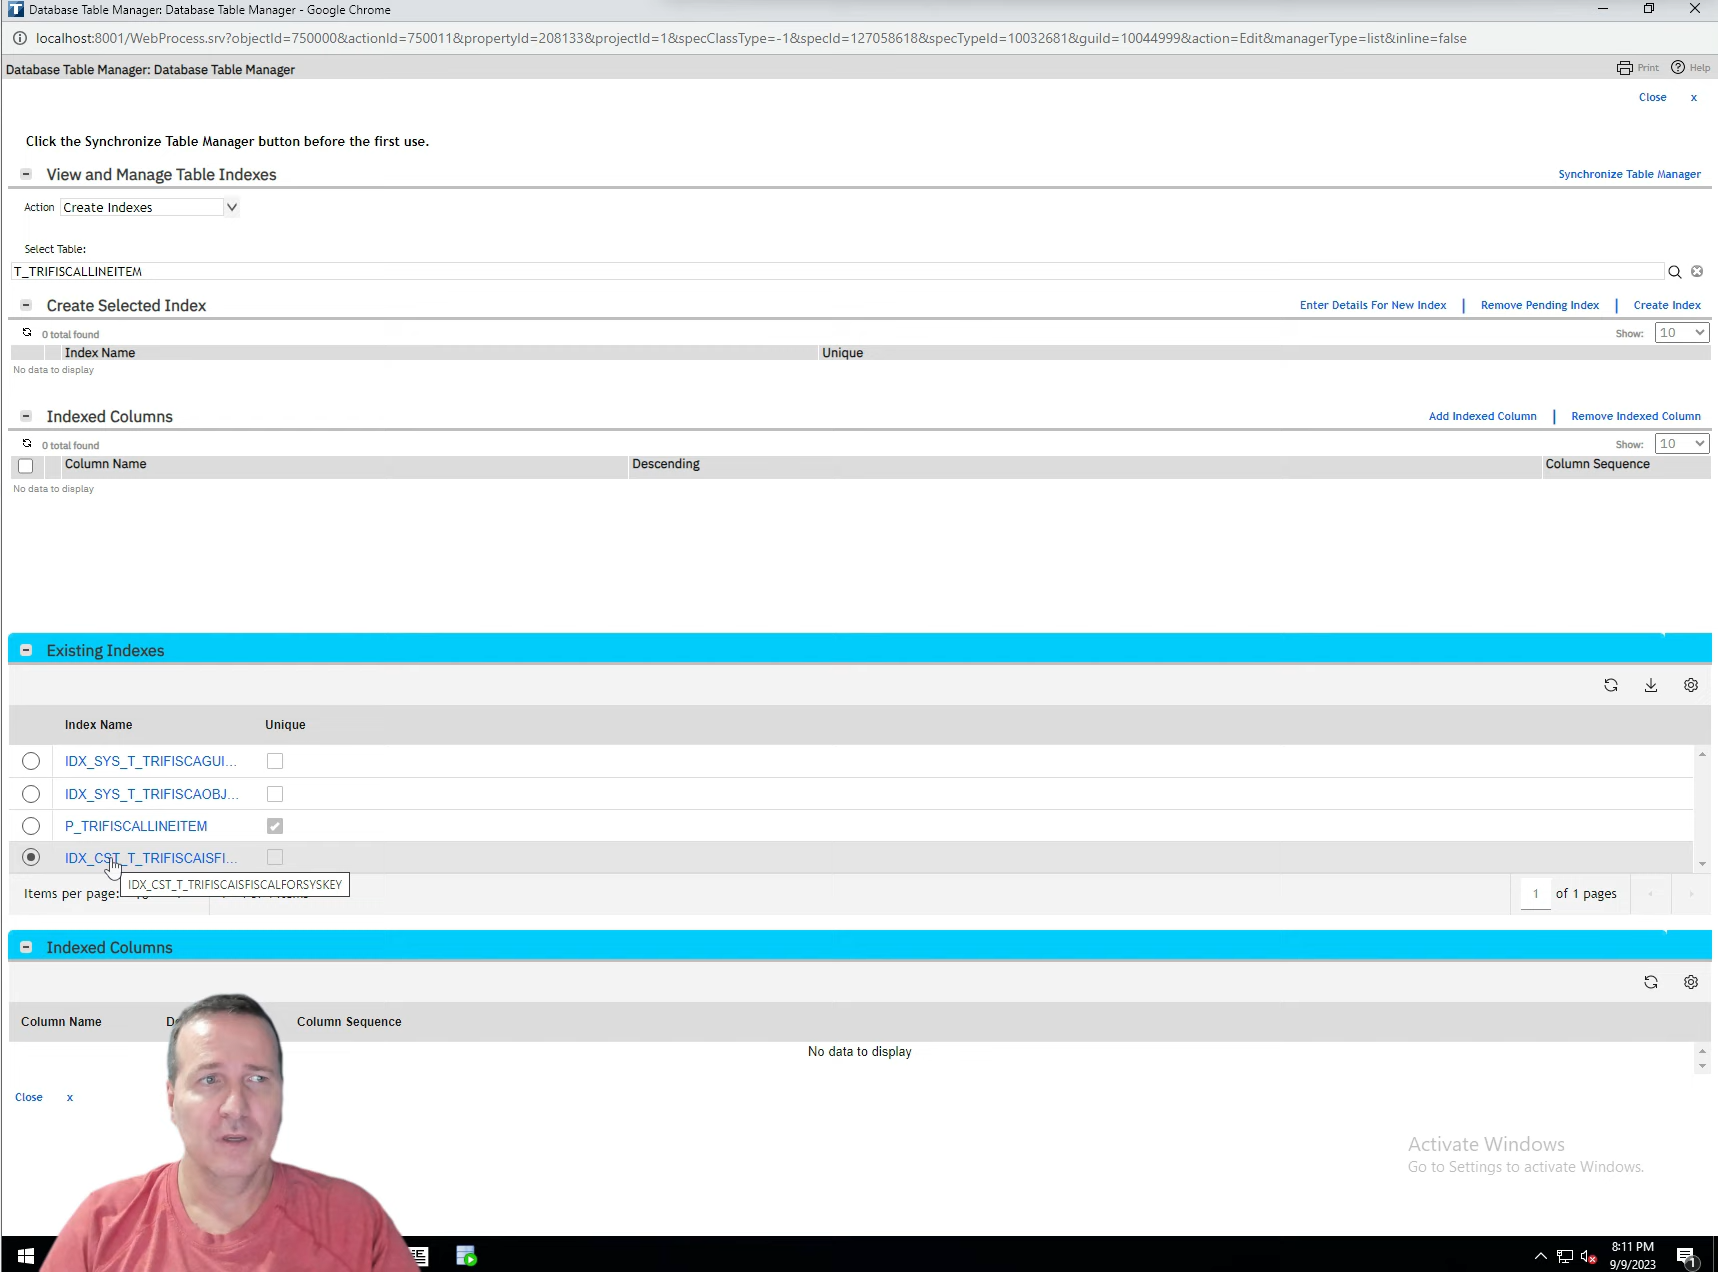 Database Table Manager: Database Table Manager - Google Chrome
localhost:8001/WebProcess.srv?objectId=750000&actionId=750011&propertyId=208133&projectId=1&specClassType=-1&specId=127058618&specTypeId=10032681&guiId=10044999&action=Edit&managerType=list&inline=false
Database Table Manager: Database Table Manager
Print Help
Close x
Click the Synchronize Table Manager button before the first use.
View and Manage Table Indexes
Synchronize Table Manager
Action Create Indexes
Select Table:
T_TRIFISCALLINEITEM
Create Selected Index
Enter Details For New Index | Remove Pending Index | Create Index
0 total found
Show: 10
Index Name Unique
No data to display
Indexed Columns
Add Indexed Column | Remove Indexed Column
0 total found
Show: 10
Column Name Descending Column Sequence
No data to display
Existing Indexes
Index Name Unique
IDX_SYS_T_TRIFISCAGUI...
IDX_SYS_T_TRIFISCAOBJ...
P_TRIFISCALLINEITEM
IDX_CST_T_TRIFISCAISFI...
IDX_CST_T_TRIFISCAISFISCALFORSYSKEY
Items per page:
1 of 1 pages
Indexed Columns
Column Name Column Sequence
No data to display
Close x
Activate Windows
Go to Settings to activate Windows.
8:11 PM
9/9/2023
1